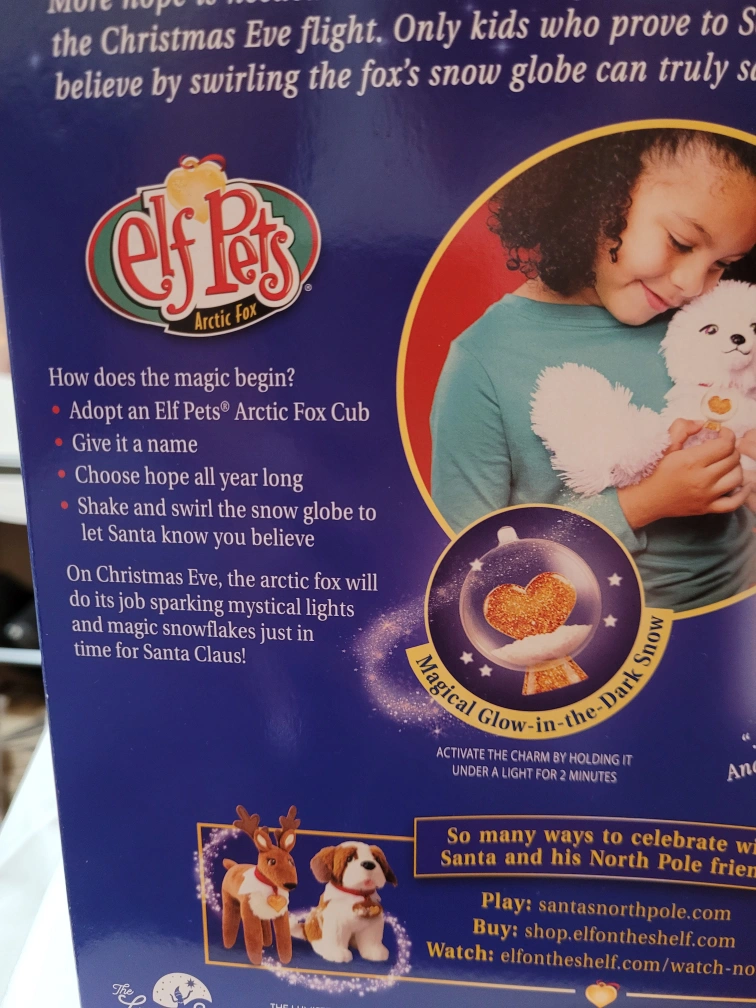 More hope is
the Christmas Eve flight. Only kids who prove to
believe by swirling the fox's snow globe can truly
elf Pets®
Arctic Fox
How does the magic begin?
• Adopt an Elf Pets® Arctic Fox Cub
• Give it a name
• Choose hope all year long
• Shake and swirl the snow globe to
let Santa know you believe
On Christmas Eve, the arctic fox will
do its job sparking mystical lights
and magic snowflakes just in
time for Santa Claus!
Magical Glow-in-the-Dark Snow
ACTIVATE THE CHARM BY HOLDING IT
UNDER A LIGHT FOR 2 MINUTES
So many ways to celebrate
Santa and his North Pole
Play: santasnorthpole.com
Buy: shop.elfontheshelf.com
Watch: elfontheshelf.com/watch-no
The
THE